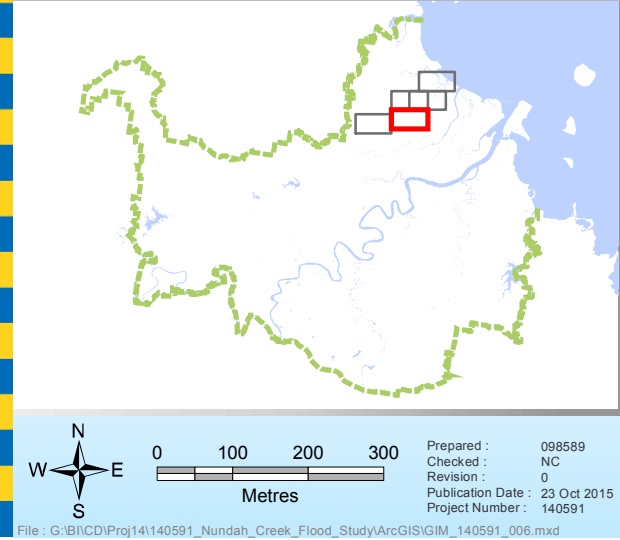 N
W E
S
0 100 200 300
Metres
Prepared : 098589
Checked : NC
Revision : 0
Publication Date : 23 Oct 2015
Project Number : 140591
File : G:\BI\CD\Proj14\140591_Nundah_Creek_Flood_Study\ArcGIS\GIM_140591_006.mxd